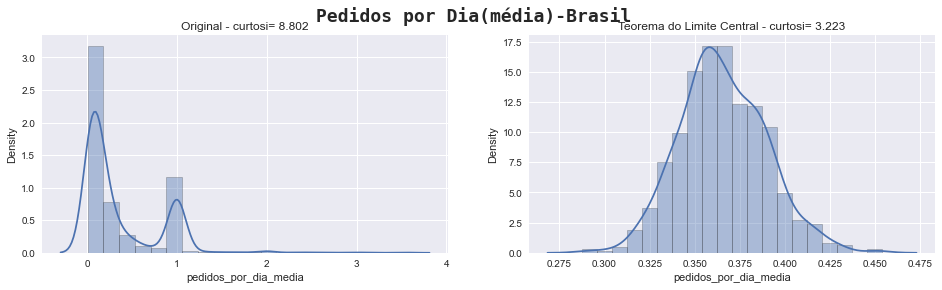 Pedidos por Dia(média)-Brasil
Original - curtosi= 8.802
3.0
2.5
2.0
1.5
1.0
0.5
0.0
Density
0 1 2 3 4
pedidos_por_dia_media
Teorema do Limite Central - curtosi= 3.223
17.5
15.0
12.5
10.0
7.5
5.0
2.5
0.0
Density
0.275 0.300 0.325 0.350 0.375 0.400 0.425 0.450 0.475
pedidos_por_dia_media